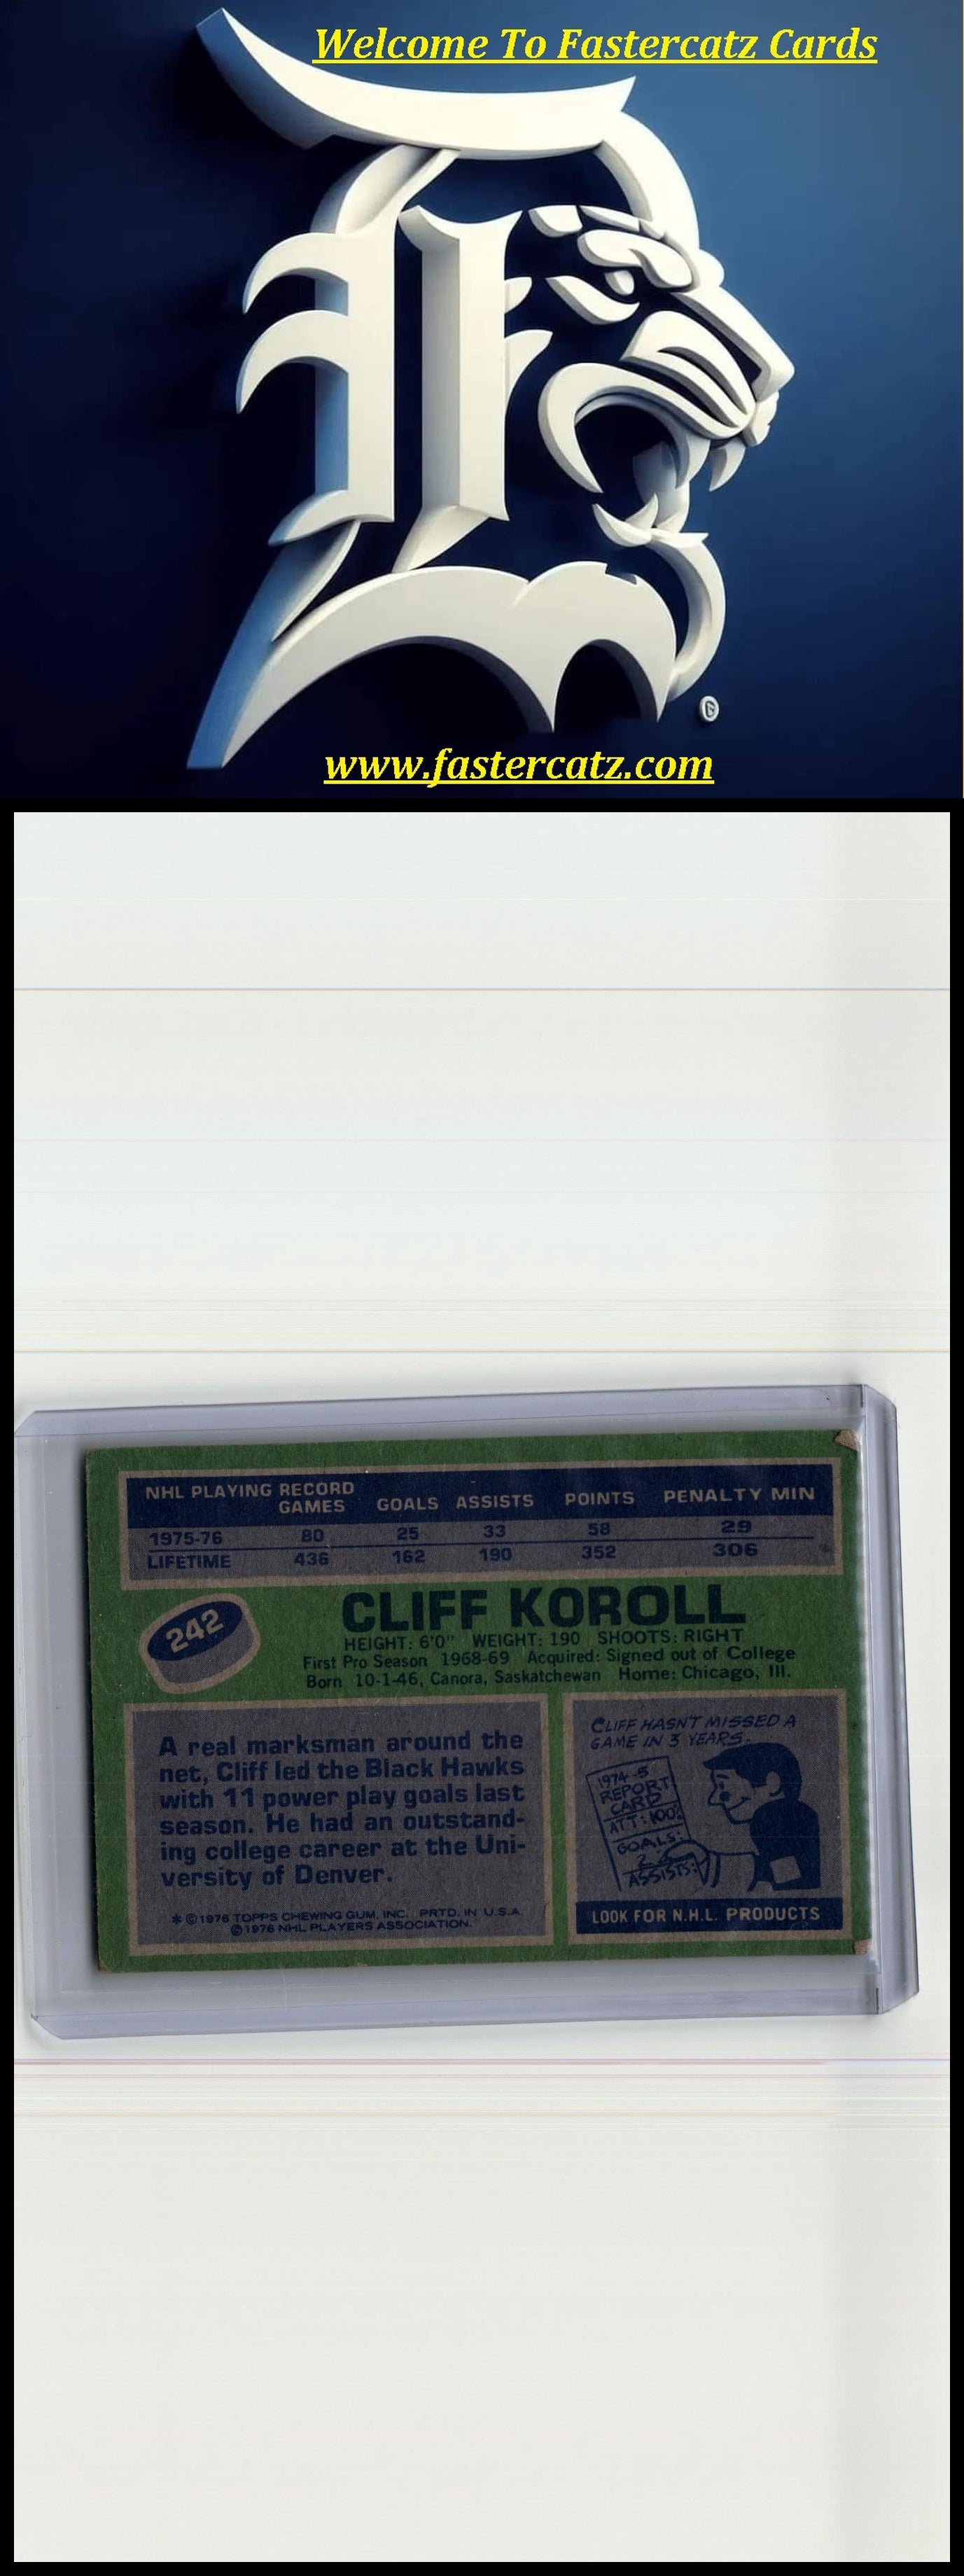 Welcome To Fastercatz Cards
www.fastercatz.com
NHL PLAYING RECORD
GAMES GOALS ASSISTS POINTS PENALTY MIN
1975-76 80 25 33 58 29
LIFETIME 436 162 190 352 306
242
CLIFF KOROLL
HEIGHT: 6'0" WEIGHT: 190 SHOOTS: RIGHT
First Pro Season 1968-69 Acquired: Signed out of College
Born 10-1-46, Canora, Saskatchewan Home: Chicago, Ill.
A real marksman around the
net, Cliff led the Black Hawks
with 11 power play goals last
season. He had an outstand-
ing college career at the Uni-
versity of Denver.
* © 1976 TOPPS CHEWING GUM, INC. PRTD. IN U.S.A.
© 1976 NHL PLAYERS ASSOCIATION.
CLIFF HASN'T MISSED A
GAME IN 3 YEARS.
1974-5
REPORT
CARD
ATT: 100%
GOALS:
ASSISTS:
LOOK FOR N.H.L. PRODUCTS